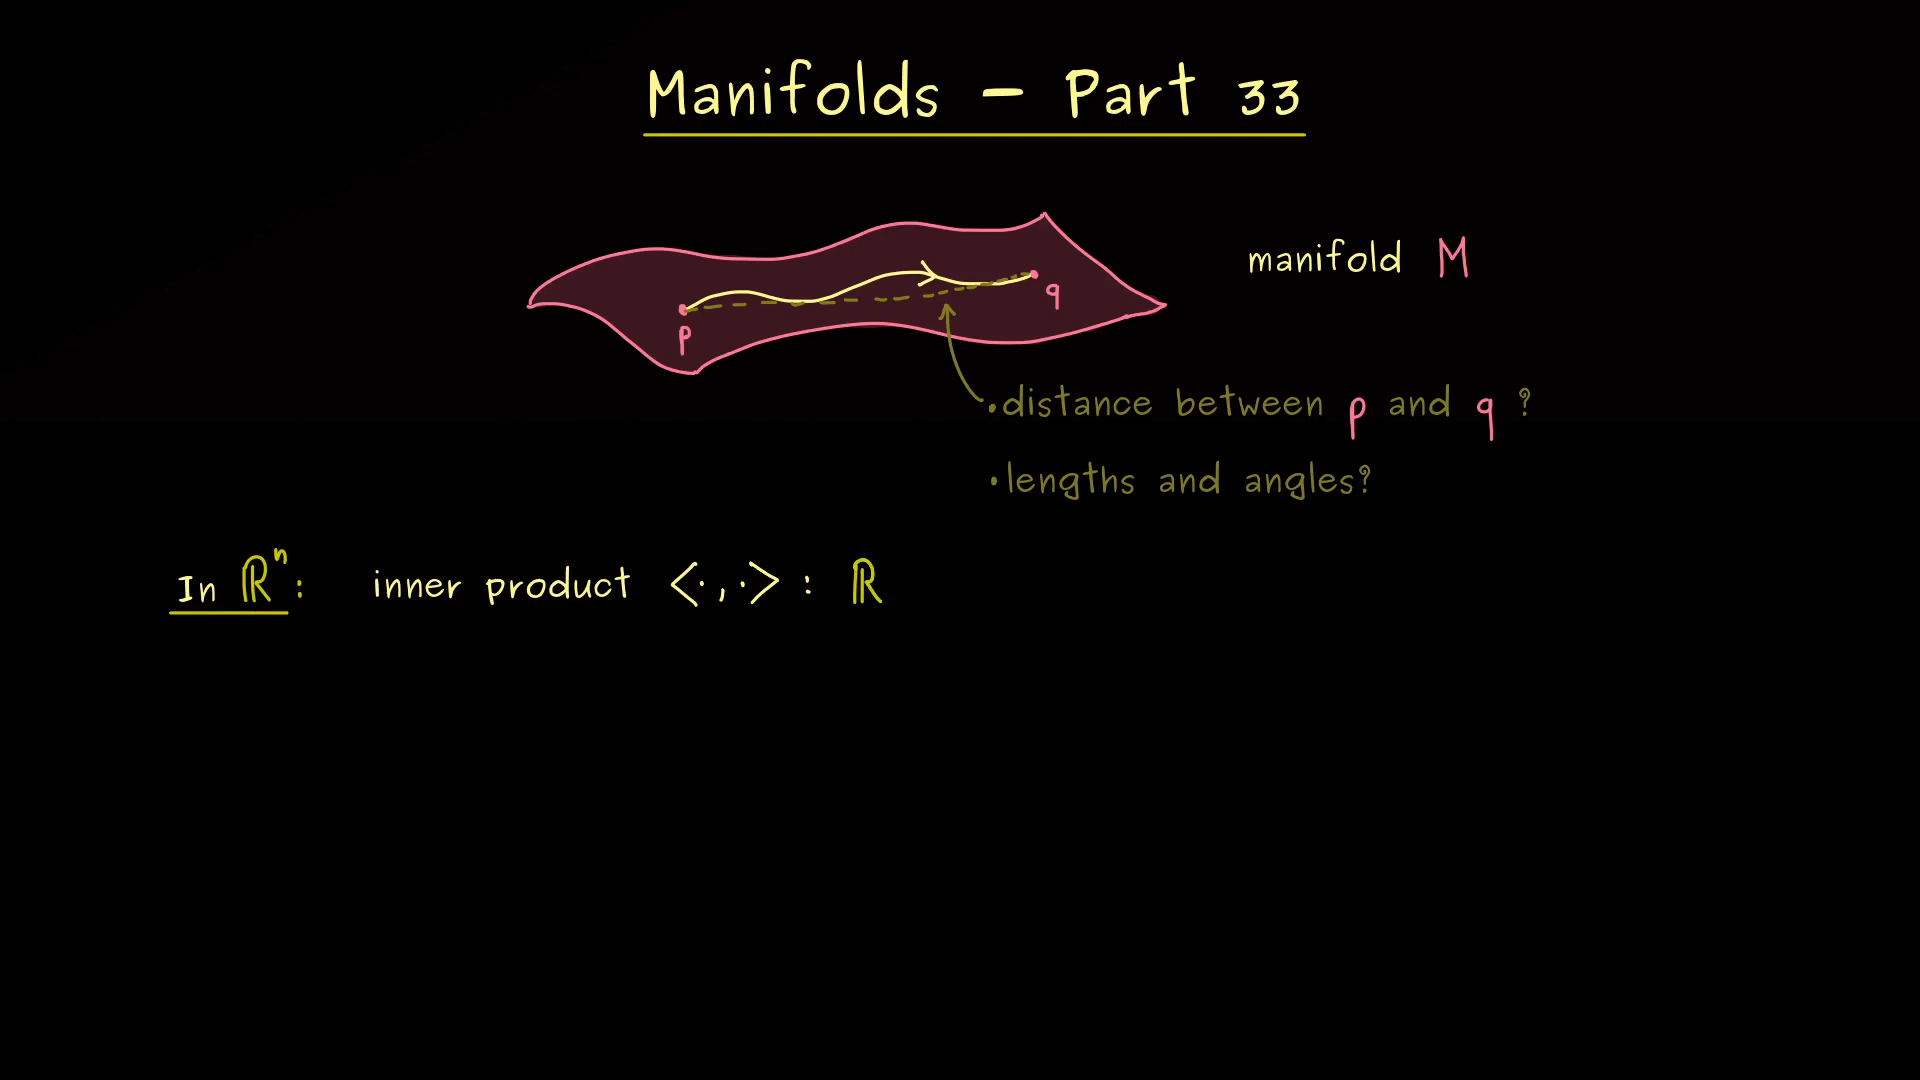 Manifolds - Part 33
manifold M
p
q
• distance between p and q ?
• lengths and angles?
In ℝⁿ: inner product <·,·> : ℝ